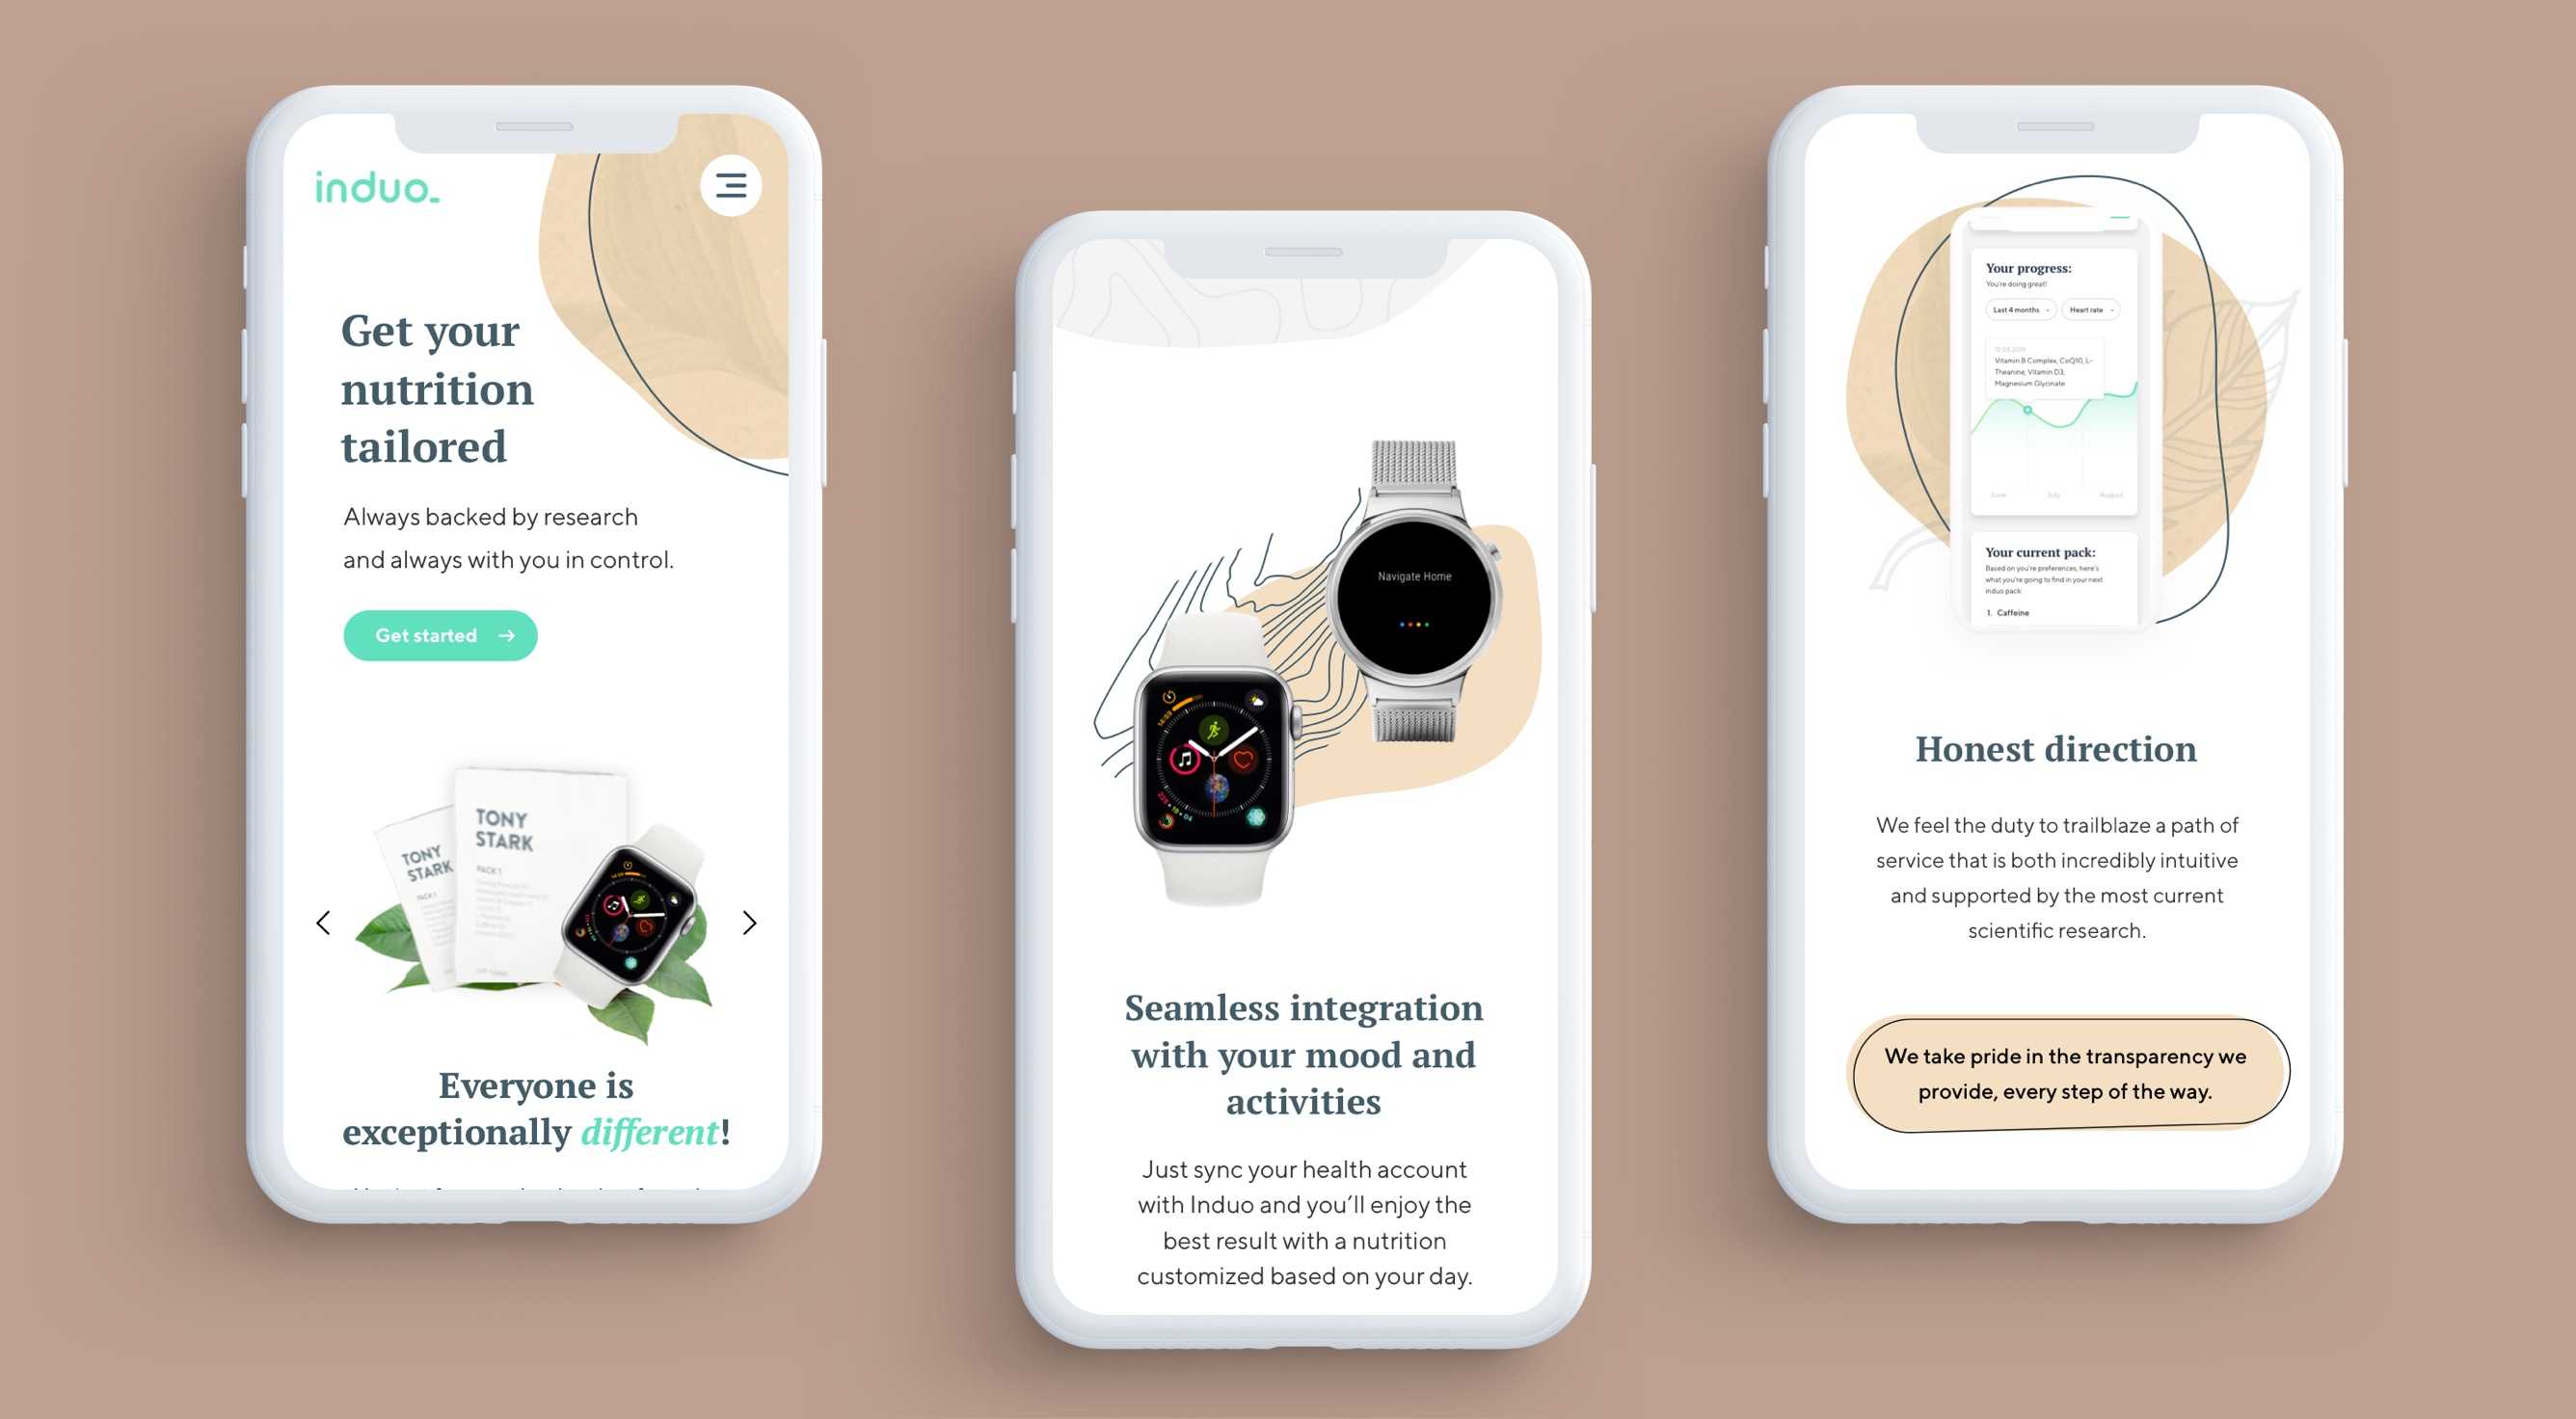 induo_
Get your
nutrition
tailored
Always backed by research
and always with you in control.
Get started →
TONY
STARK
PACK 1
TONY
STARK
PACK 1
Everyone is
exceptionally different!
Navigate Home
Seamless integration
with your mood and
activities
Just sync your health account
with Induo and you’ll enjoy the
best result with a nutrition
customized based on your day.
Your progress:
You're doing great!
Last 4 months
Heart rate
Vitamin B Complex, CoQ10, L-
Theanine, Vitamin D3,
Magnesium Glycinate
June July August
Your current pack:
Based on you're preferences, here's
what you're going to find in your next
induo pack:
1. Caffeine
Honest direction
We feel the duty to trailblaze a path of
service that is both incredibly intuitive
and supported by the most current
scientific research.
We take pride in the transparency we
provide, every step of the way.